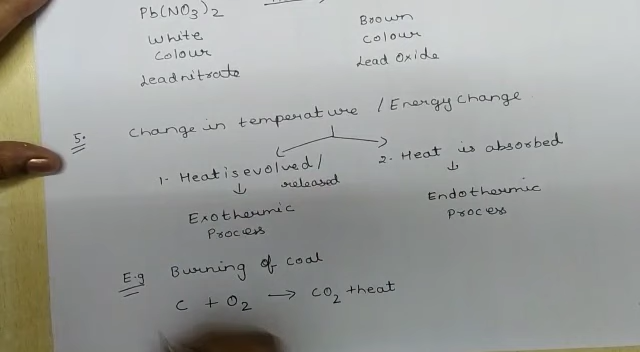 Pb(NO3)2
White
Colour
Lead nitrate
Brown
Colour
Lead Oxide
5. Change in temperature / Energy Change
1- Heat is evolved /
released
↓
Exothermic
Process
2. Heat is absorbed
↓
Endothermic
Process
E.g Burning of coal
C + O2 → CO2 + heat